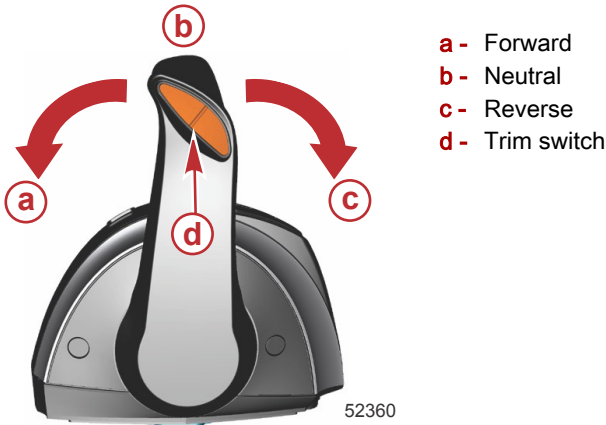 b
a - Forward
b - Neutral
c - Reverse
d - Trim switch
a
c
d
52360